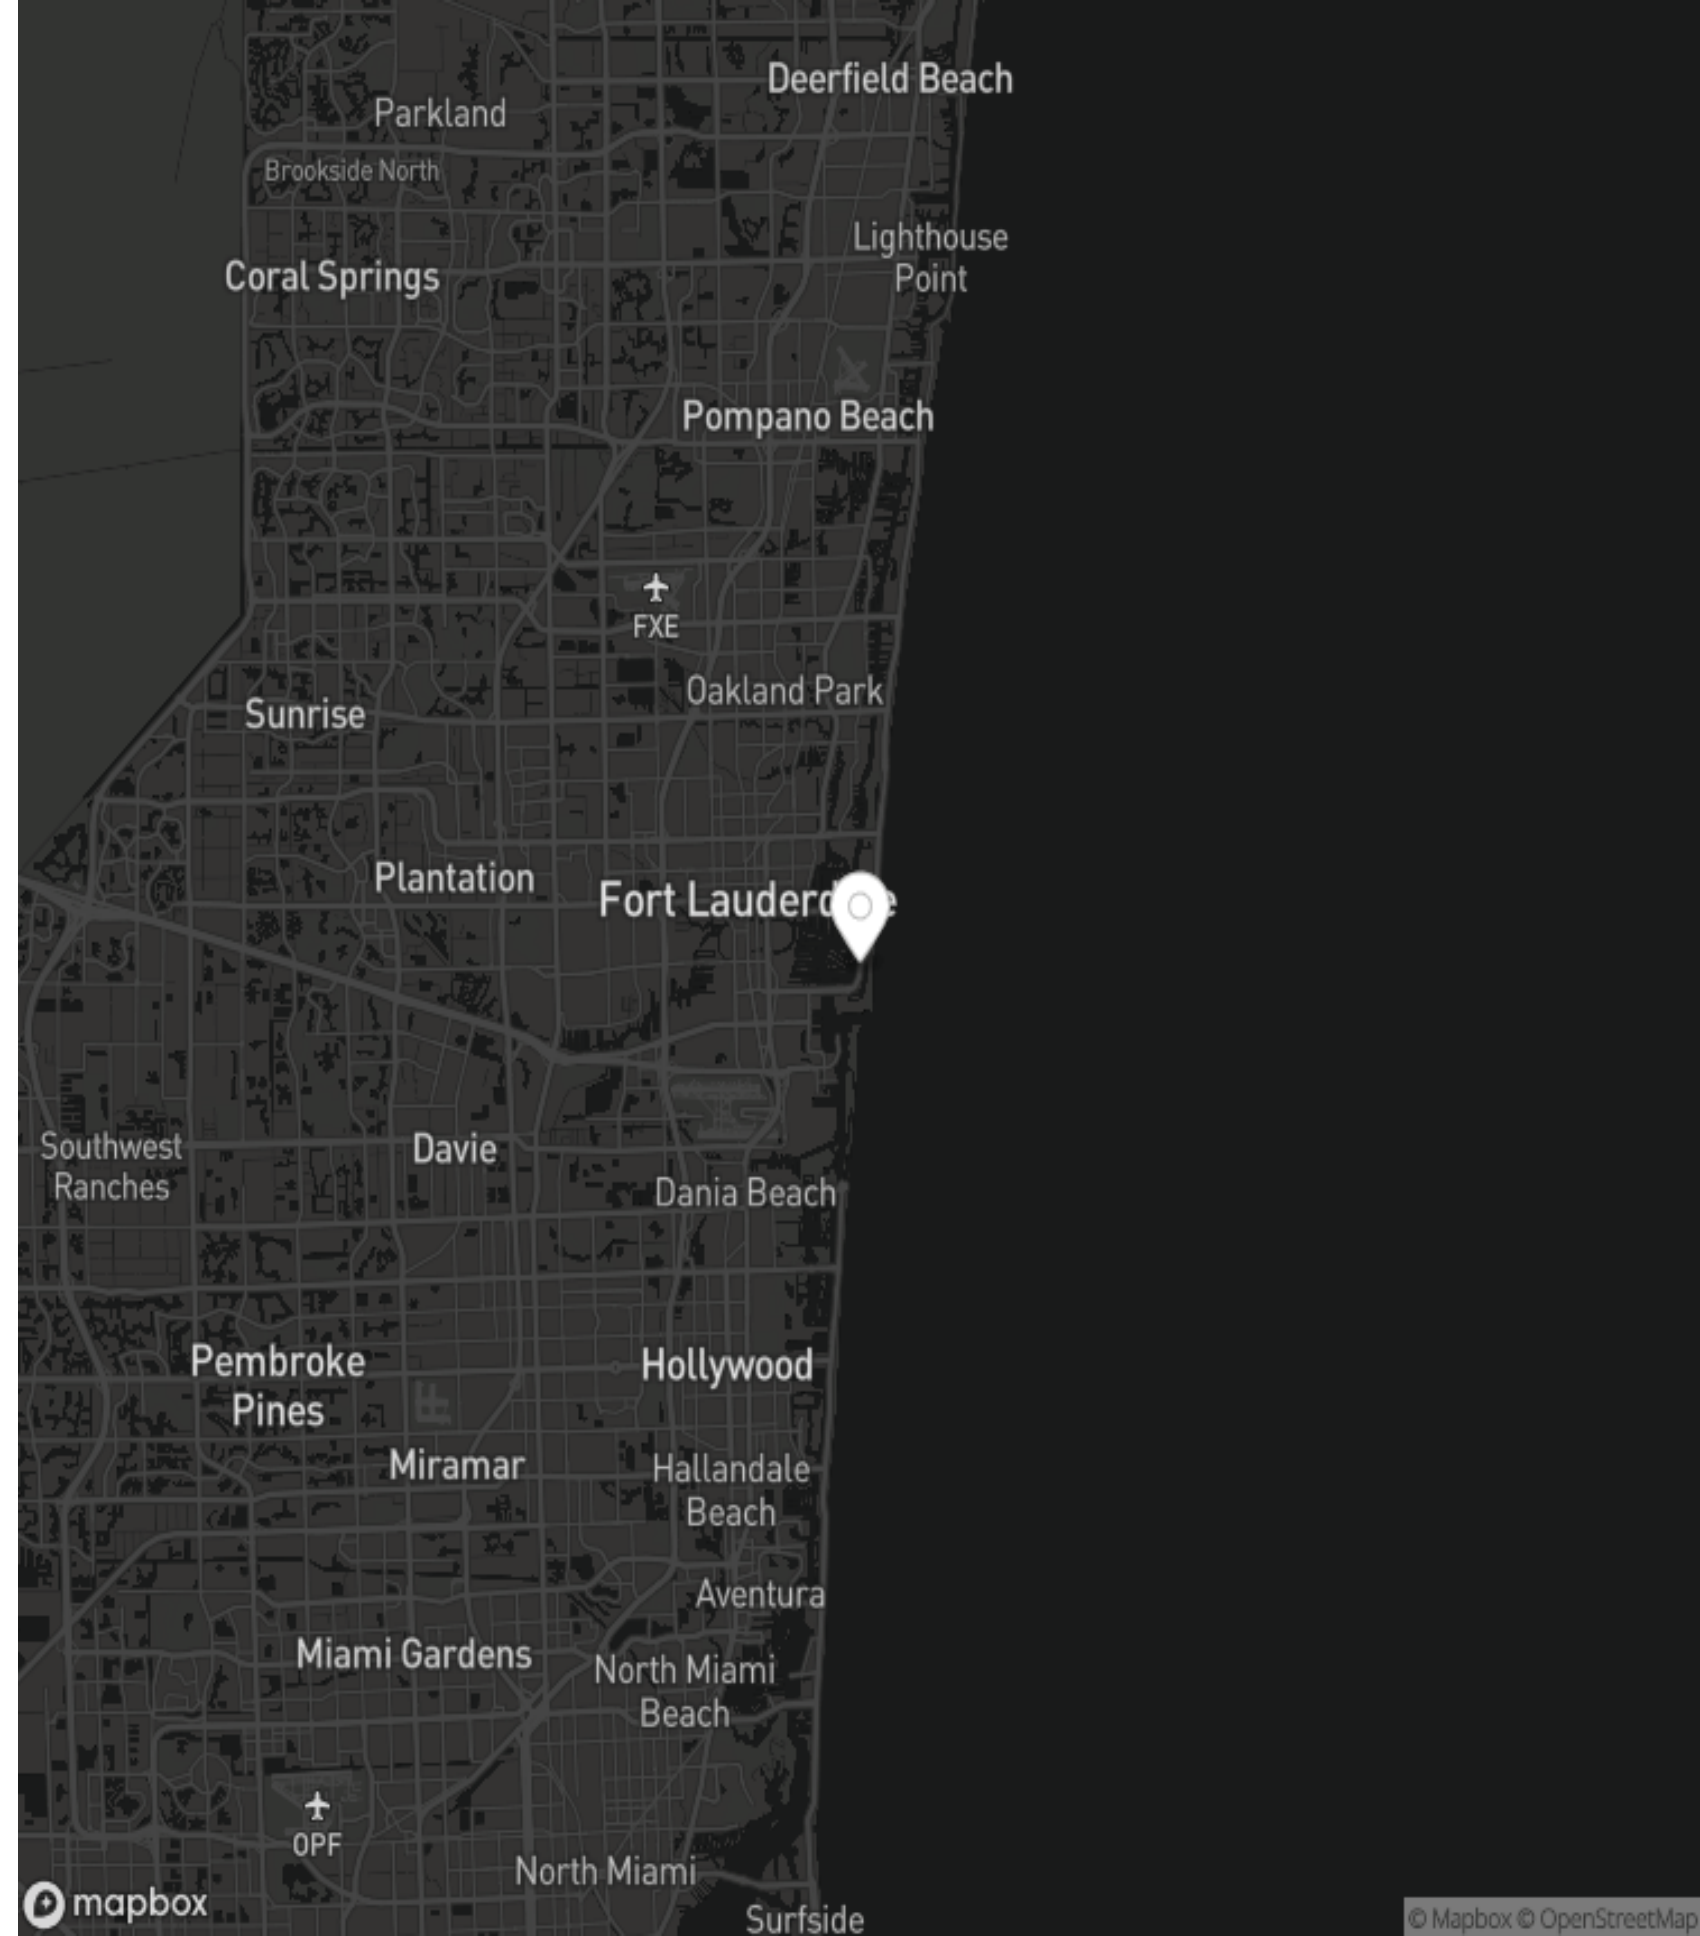 Deerfield Beach
Parkland
Brookside North
Lighthouse
Point
Coral Springs
Pompano Beach
FXE
Oakland Park
Sunrise
Plantation
Fort
Southwest
Ranches
Davie
Dania Beach
Pembroke
Pines
Hollywood
Miramar
Hallandale
Beach
Aventura
Miami Gardens
North Miami
Beach
OPF
North Miami
Surfside
mapbox
© Mapbox © OpenStreetMap